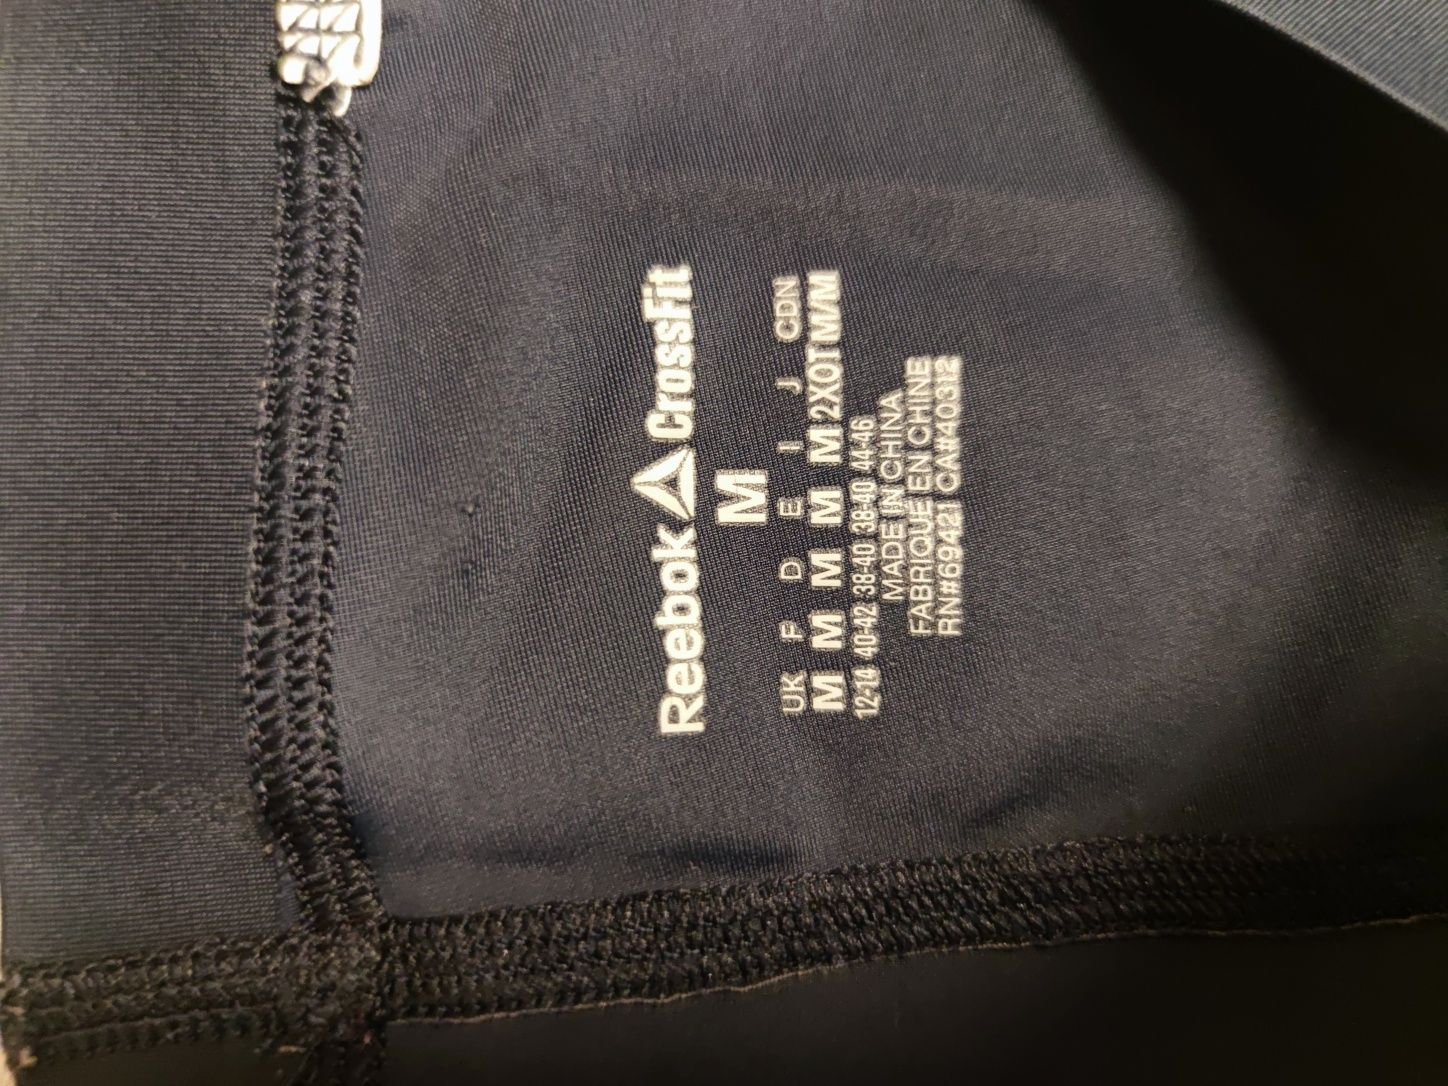 Reebok CrossFit
M
UK F D E I J CDN
M M M M M 2XOT M/M
12-14 40-42 38-40 38-40 44-46
MADE IN CHINA
FABRIQUE EN CHINE
RN#69421 CA#40312